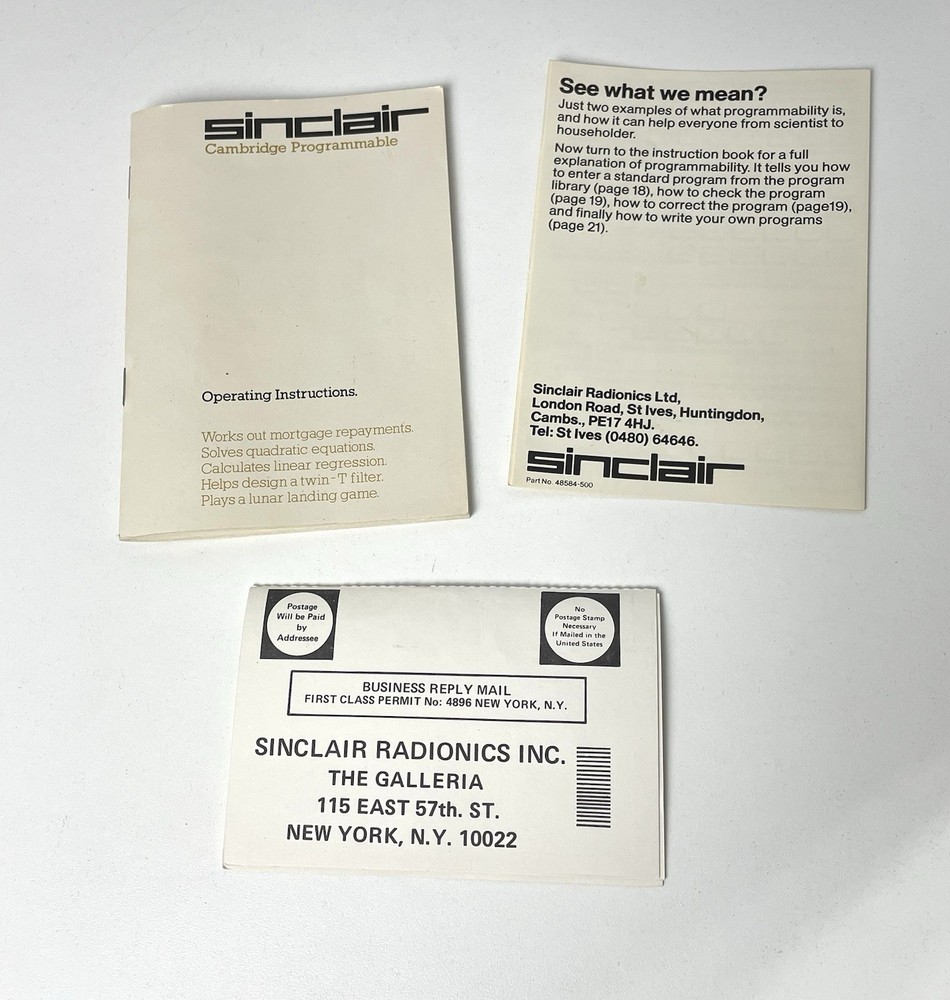 sinclair
Cambridge Programmable
Operating Instructions.
Works out mortgage repayments.
Solves quadratic equations.
Calculates linear regression.
Helps design a twin-T filter.
Plays a lunar landing game.
See what we mean?
Just two examples of what programmability is,
and how it can help everyone from scientist to
householder.
Now turn to the instruction book for a full
explanation of programmability. It tells you how
to enter a standard program from the program
library (page 18), how to check the program
(page 19), how to correct the program (page19),
and finally how to write your own programs
(page 21).
Sinclair Radionics Ltd,
London Road, St Ives, Huntingdon,
Cambs., PE17 4HJ.
Tel: St Ives (0480) 64646.
sinclair
Part No. 48584-500
Postage
Will be Paid
by
Addressee
No
Postage Stamp
Necessary
If Mailed in the
United States
BUSINESS REPLY MAIL
FIRST CLASS PERMIT No: 4896 NEW YORK, N.Y.
SINCLAIR RADIONICS INC.
THE GALLERIA
115 EAST 57th. ST.
NEW YORK, N.Y. 10022